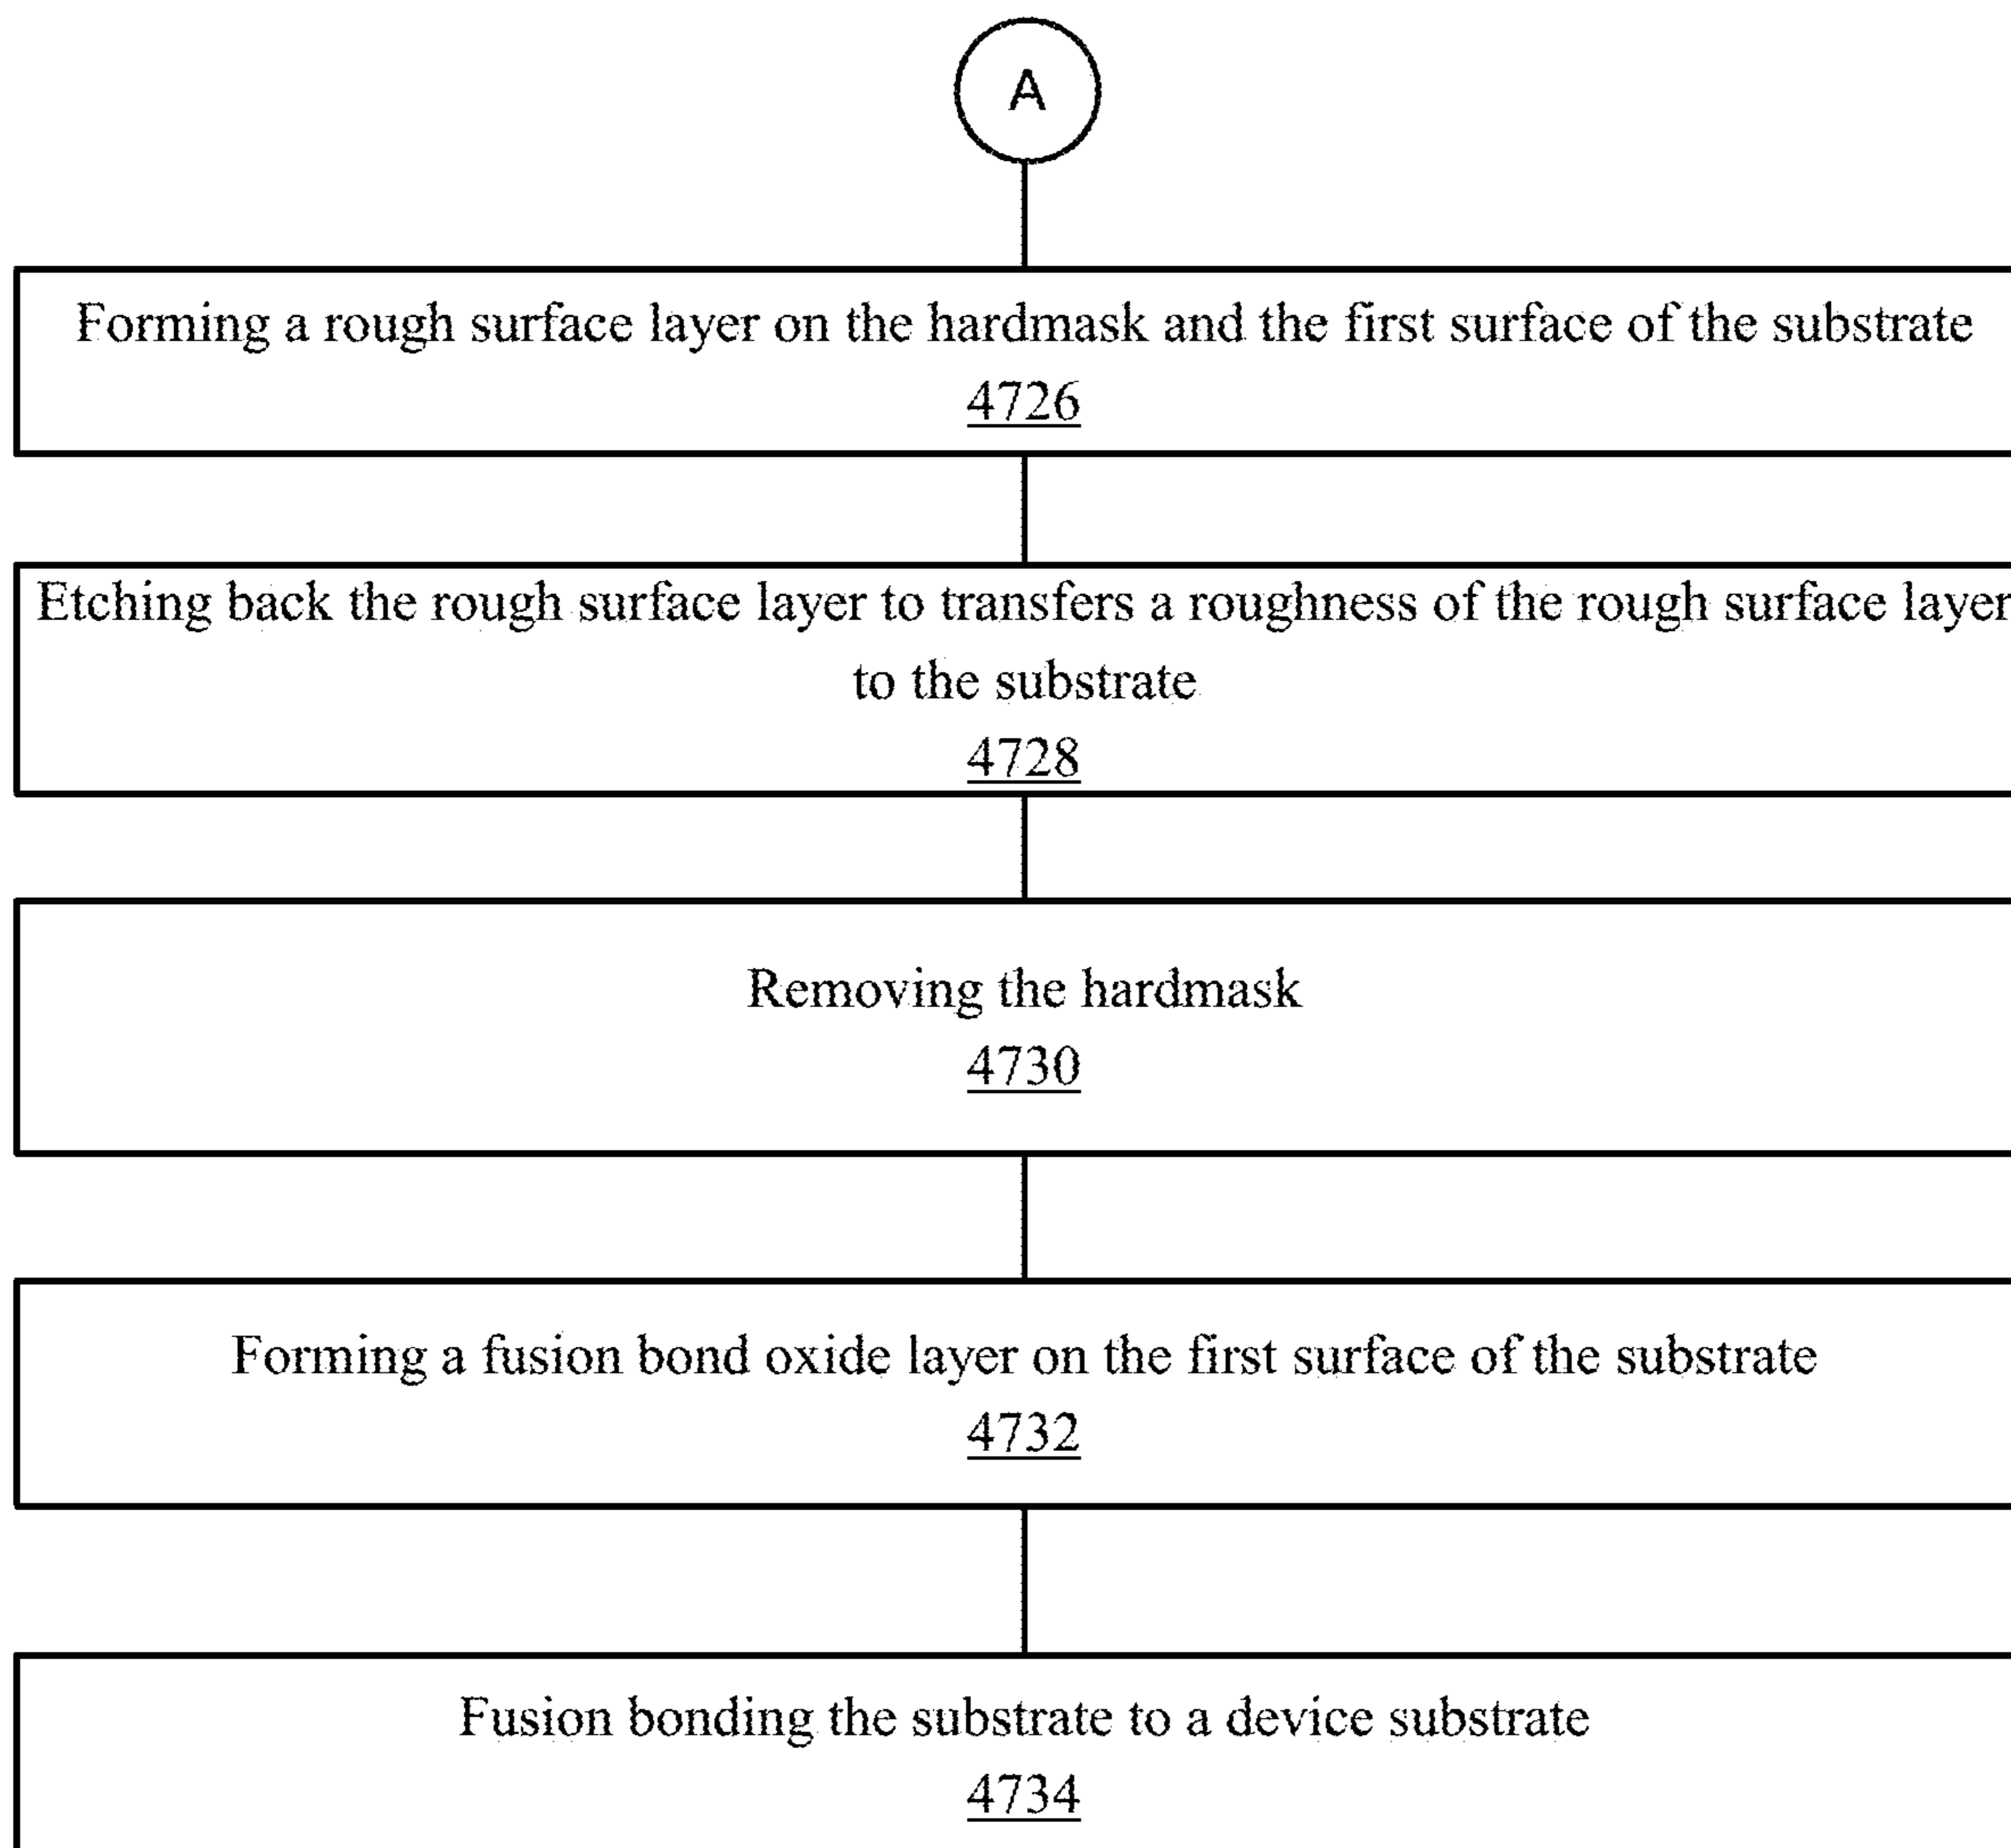 A
Forming a rough surface layer on the hardmask and the first surface of the substrate
4726
Etching back the rough surface layer to transfers a roughness of the rough surface layer
to the substrate
4728
Removing the hardmask
4730
Forming a fusion bond oxide layer on the first surface of the substrate
4732
Fusion bonding the substrate to a device substrate
4734